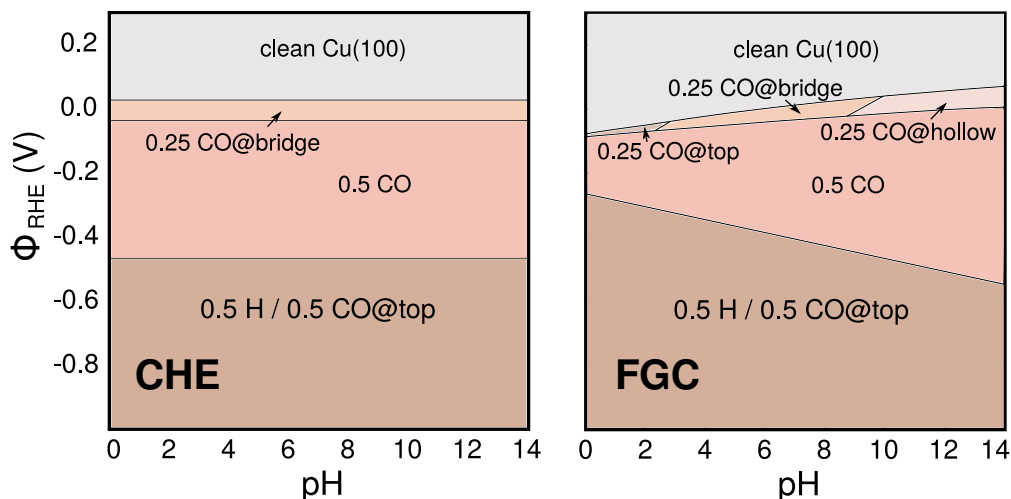 Φ_RHE (V)
0.2
0.0
-0.2
-0.4
-0.6
-0.8
clean Cu(100)
0.25 CO@bridge
0.5 CO
0.5 H / 0.5 CO@top
CHE
0 2 4 6 8 10 12 14
pH
clean Cu(100)
0.25 CO@bridge
0.25 CO@hollow
0.25 CO@top
0.5 CO
0.5 H / 0.5 CO@top
FGC
0 2 4 6 8 10 12 14
pH